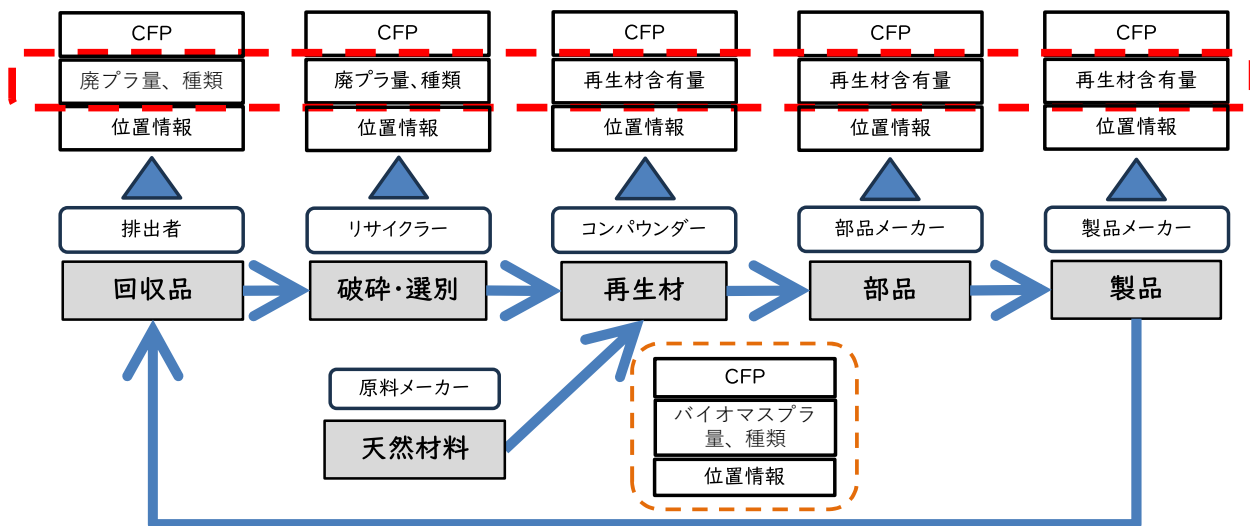 CFP
廃プラ量、種類
位置情報
CFP
廃プラ量、種類
位置情報
CFP
再生材含有量
位置情報
CFP
再生材含有量
位置情報
CFP
再生材含有量
位置情報
排出者
リサイクラー
コンパウンダー
部品メーカー
製品メーカー
回収品
破砕・選別
再生材
部品
製品
原料メーカー
天然材料
CFP
バイオマスプラ
量、種類
位置情報